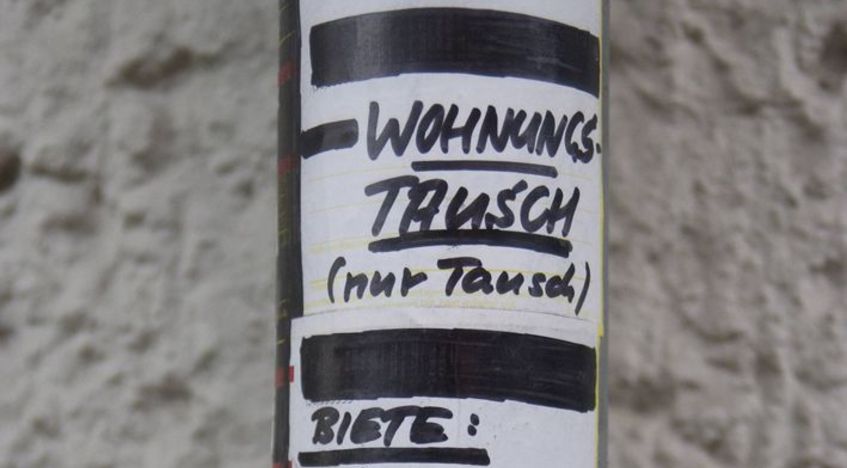 WOHNUNGS-
TAUSCH
(nur Tausch)
BIETE: